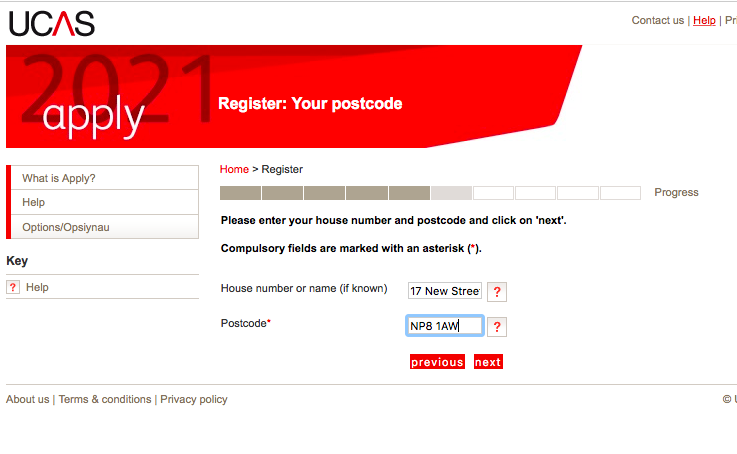 UCAS
Contact us | Help |
2021
apply
Register: Your postcode
What is Apply?
Help
Options/Opsiynau
Key
? Help
Home > Register
Progress
Please enter your house number and postcode and click on 'next'.
Compulsory fields are marked with an asterisk (*).
House number or name (if known) 17 New Stree ?
Postcode* NP8 1AW ?
previous next
About us | Terms & conditions | Privacy policy
©